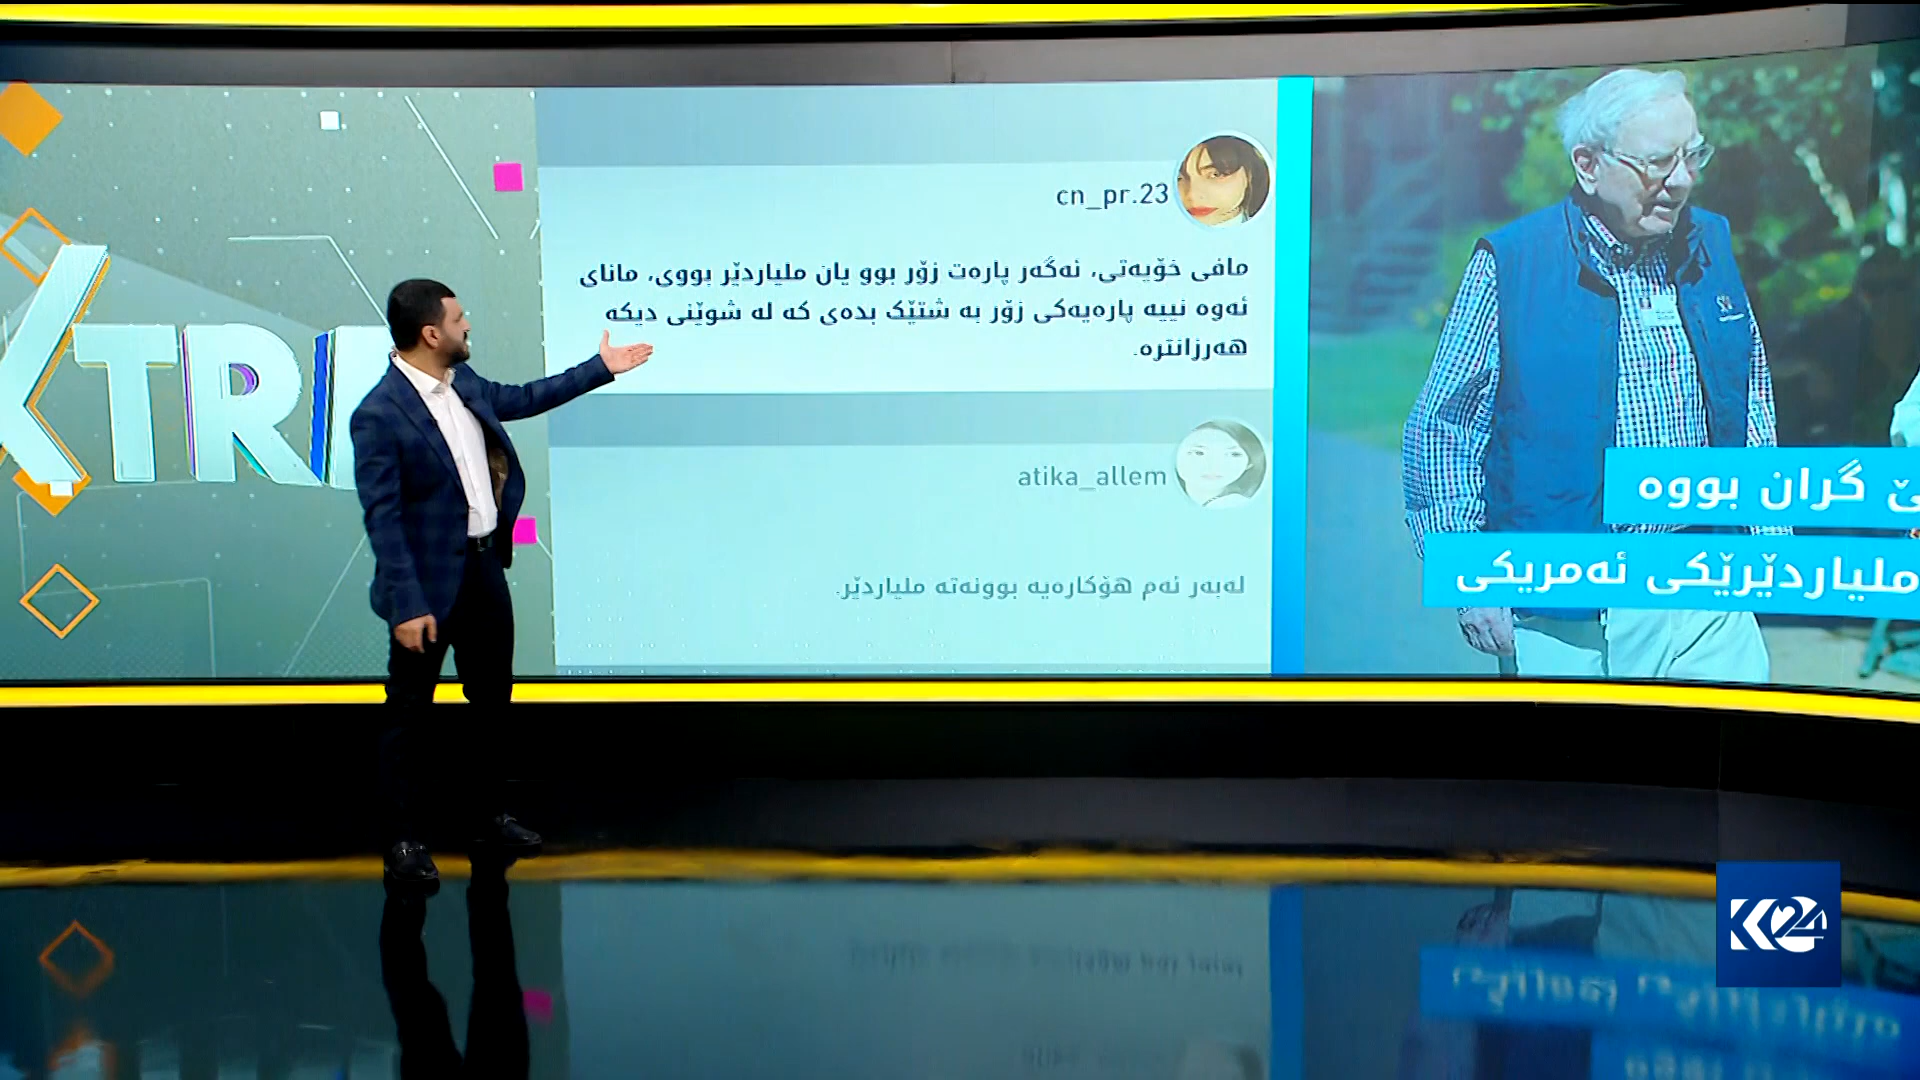 XTR
cn_pr.23
مافی خۆیەتی، ئەگەر پارەت زۆر بوو یان ملیاردێر بووی، مانای
ئەوە نییە پارەیەکی زۆر بە شتێک بدەی کە لە شوێنی دیکە
هەرزانترە.
atika_allem
لەبەر ئەم هۆکارەیە بوونەتە ملیاردێر.
گران بووە
ملیاردێرێکی ئەمریکی
K24